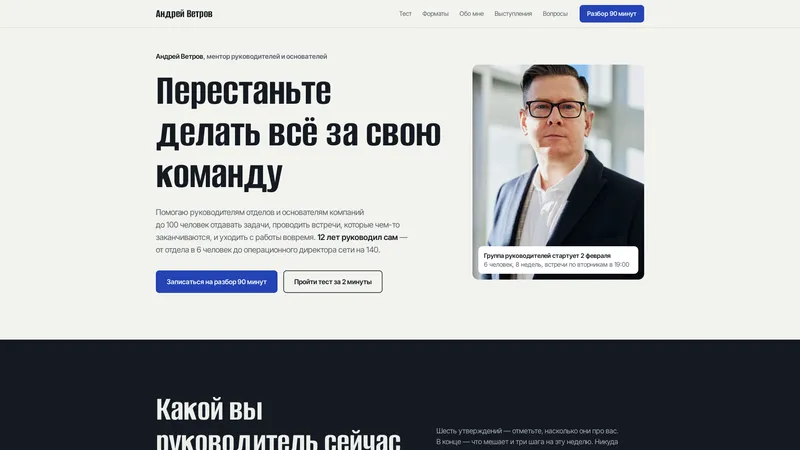 Андрей Ветров
Тест Форматы Обо мне Выступления Вопросы Разбор 90 минут
Андрей Ветров, ментор руководителей и основателей
Перестаньте
делать всё за свою
команду
Помогаю руководителям отделов и основателям компаний
до 100 человек отдавать задачи, проводить встречи, которые чем-то
заканчиваются, и уходить с работы вовремя. 12 лет руководил сам —
от отдела в 6 человек до операционного директора сети на 140.
Записаться на разбор 90 минут
Пройти тест за 2 минуты
Группа руководителей стартует 2 февраля
6 человек, 8 недель, встречи по вторникам в 19:00
Какой вы
руководитель сейчас
Шесть утверждений — отметьте, насколько они про вас.
В конце — что мешает и три шага на эту неделю. Никуда